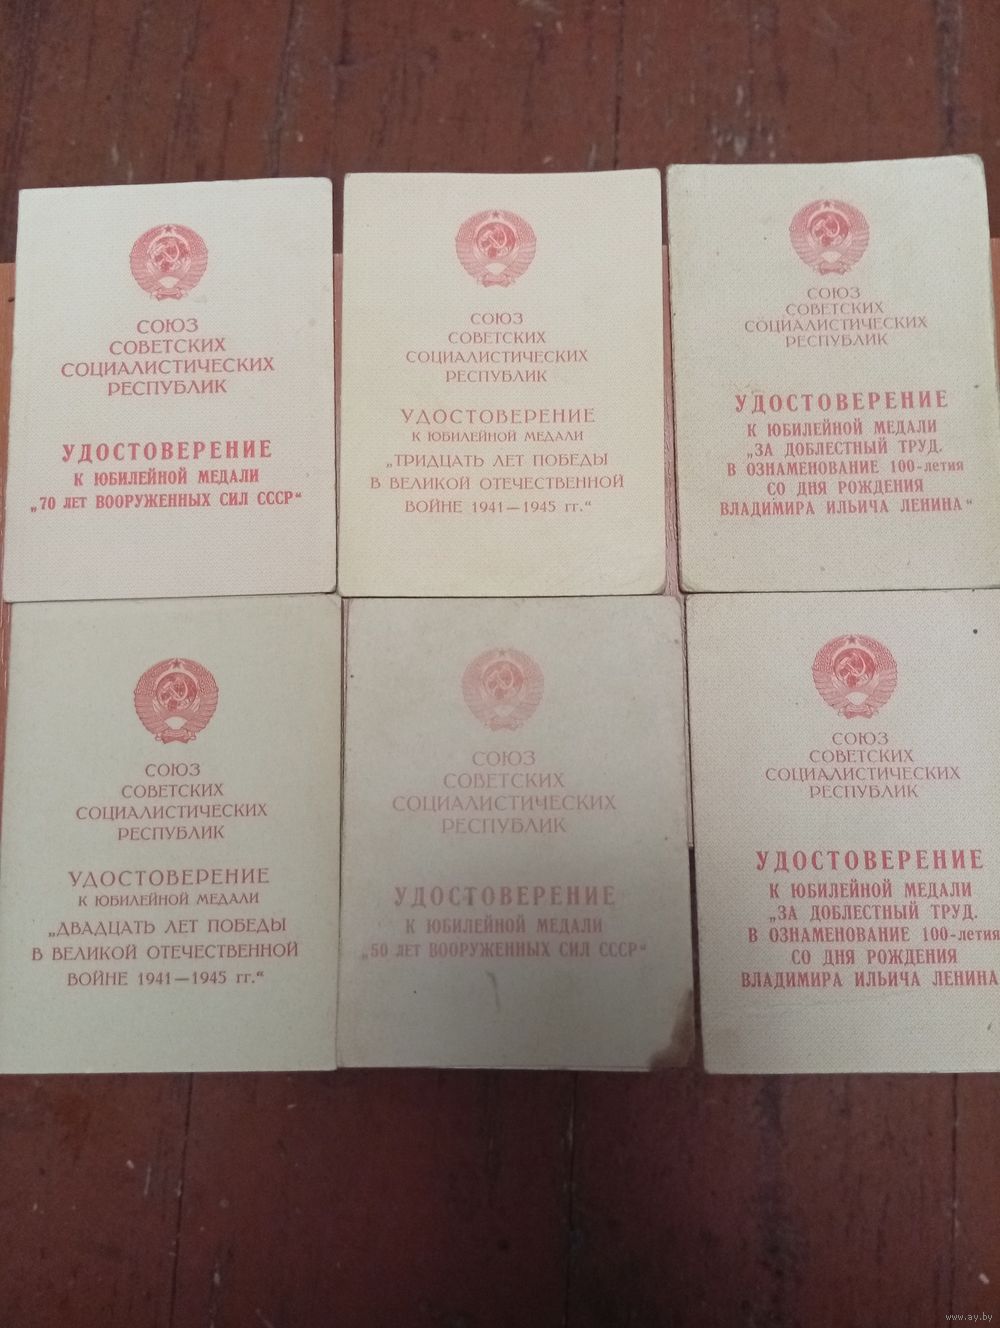 СОЮЗ
СОВЕТСКИХ
СОЦИАЛИСТИЧЕСКИХ
РЕСПУБЛИК
УДОСТОВЕРЕНИЕ
К ЮБИЛЕЙНОЙ МЕДАЛИ
„70 ЛЕТ ВООРУЖЕННЫХ СИЛ СССР“
СОЮЗ
СОВЕТСКИХ
СОЦИАЛИСТИЧЕСКИХ
РЕСПУБЛИК
УДОСТОВЕРЕНИЕ
К ЮБИЛЕЙНОЙ МЕДАЛИ
„ТРИДЦАТЬ ЛЕТ ПОБЕДЫ
В ВЕЛИКОЙ ОТЕЧЕСТВЕННОЙ
ВОЙНЕ 1941—1945 гг.“
СОЮЗ
СОВЕТСКИХ
СОЦИАЛИСТИЧЕСКИХ
РЕСПУБЛИК
УДОСТОВЕРЕНИЕ
К ЮБИЛЕЙНОЙ МЕДАЛИ
„ЗА ДОБЛЕСТНЫЙ ТРУД.
В ОЗНАМЕНОВАНИЕ 100-летия
СО ДНЯ РОЖДЕНИЯ
ВЛАДИМИРА ИЛЬИЧА ЛЕНИНА“
СОЮЗ
СОВЕТСКИХ
СОЦИАЛИСТИЧЕСКИХ
РЕСПУБЛИК
УДОСТОВЕРЕНИЕ
К ЮБИЛЕЙНОЙ МЕДАЛИ
„ДВАДЦАТЬ ЛЕТ ПОБЕДЫ
В ВЕЛИКОЙ ОТЕЧЕСТВЕННОЙ
ВОЙНЕ 1941—1945 гг.“
СОЮЗ
СОВЕТСКИХ
СОЦИАЛИСТИЧЕСКИХ
РЕСПУБЛИК
УДОСТОВЕРЕНИЕ
К ЮБИЛЕЙНОЙ МЕДАЛИ
„50 ЛЕТ ВООРУЖЕННЫХ СИЛ СССР“
СОЮЗ
СОВЕТСКИХ
СОЦИАЛИСТИЧЕСКИХ
РЕСПУБЛИК
УДОСТОВЕРЕНИЕ
К ЮБИЛЕЙНОЙ МЕДАЛИ
„ЗА ДОБЛЕСТНЫЙ ТРУД.
В ОЗНАМЕНОВАНИЕ 100-летия
СО ДНЯ РОЖДЕНИЯ
ВЛАДИМИРА ИЛЬИЧА ЛЕНИНА
www.ay.by